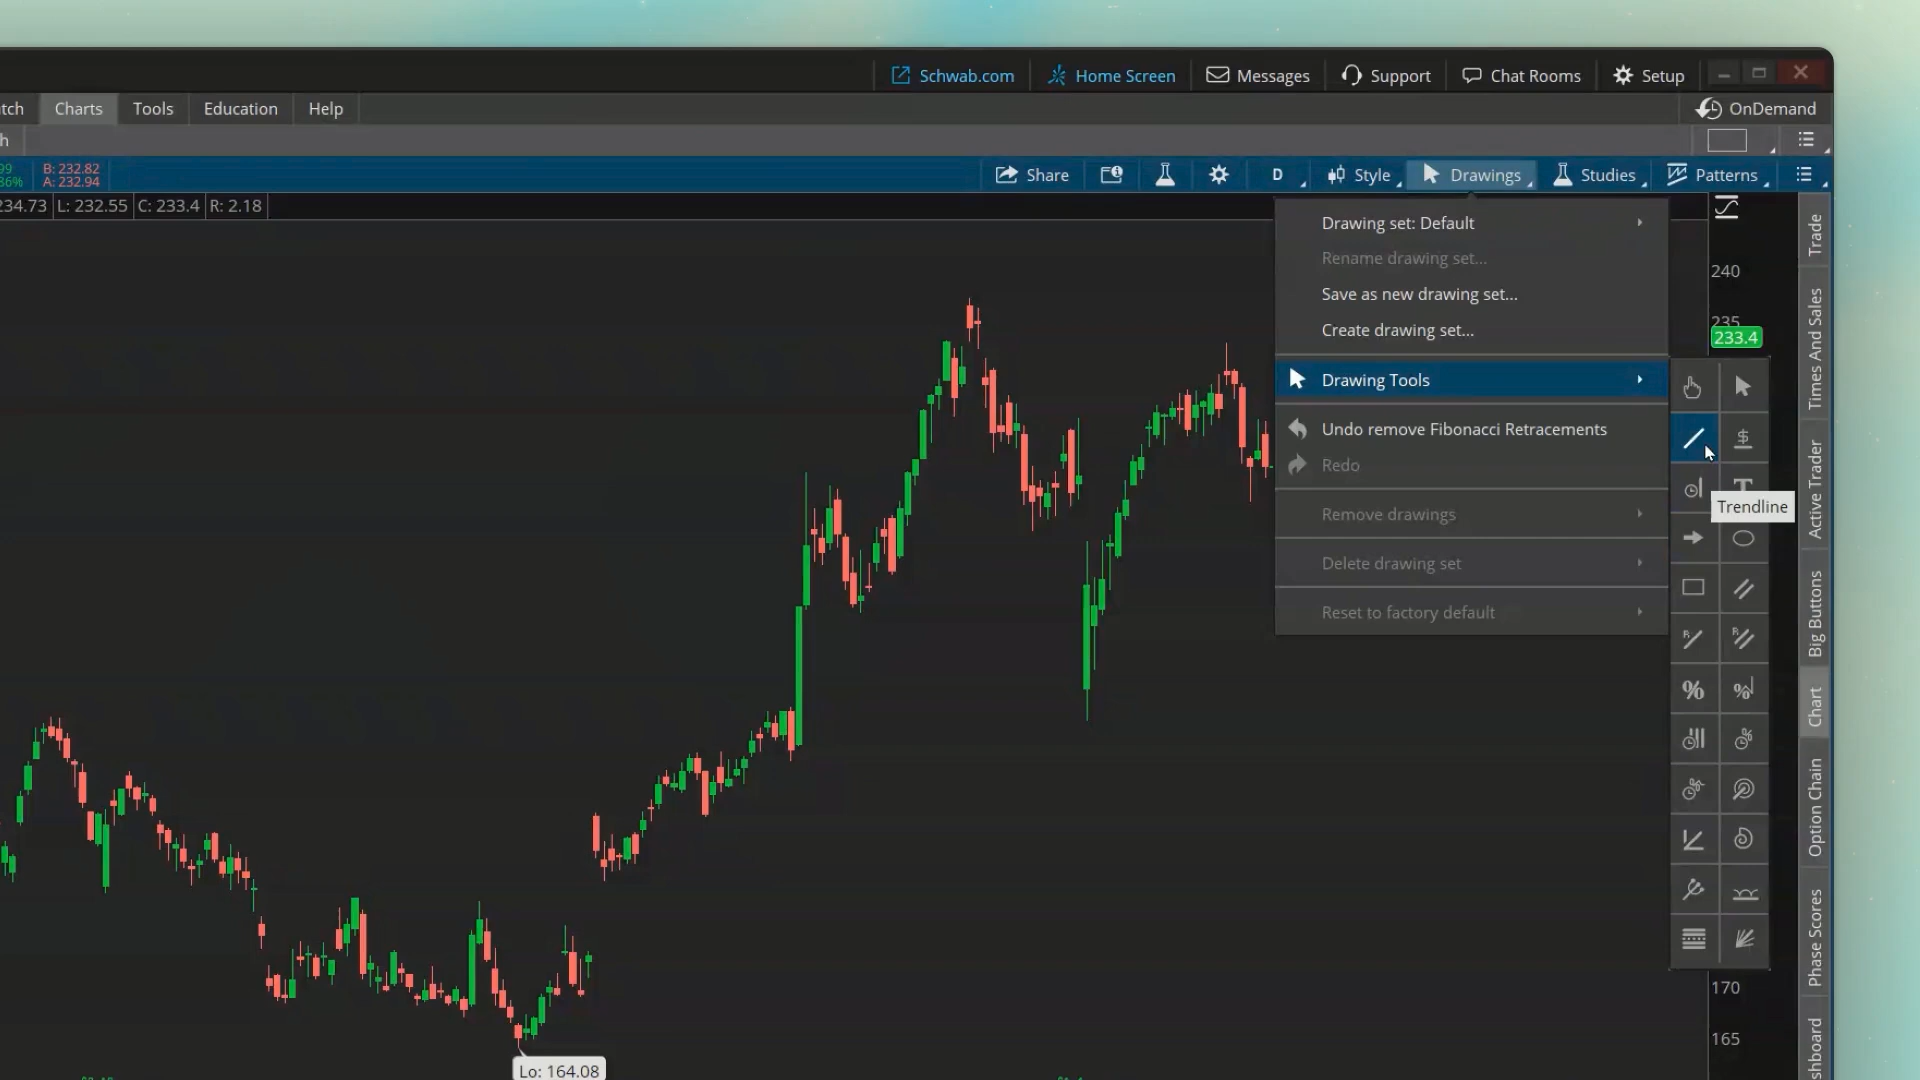 Schwab.com Home Screen Messages Support Chat Rooms Setup
tch Charts Tools Education Help OnDemand
h
99 B: 232.82
36% A: 232.94
Share D Style Drawings Studies Patterns
234.73 L: 232.55 C: 233.4 R: 2.18
Drawing set: Default
Rename drawing set...
Save as new drawing set...
Create drawing set...
Drawing Tools
Undo remove Fibonacci Retracements
Redo
Remove drawings
Delete drawing set
Reset to factory default
Trendline
240
235
233.4
170
165
Lo: 164.08
Trade
Times And Sales
Active Trader
Big Buttons
Chart
Option Chain
Phase Scores
shboard